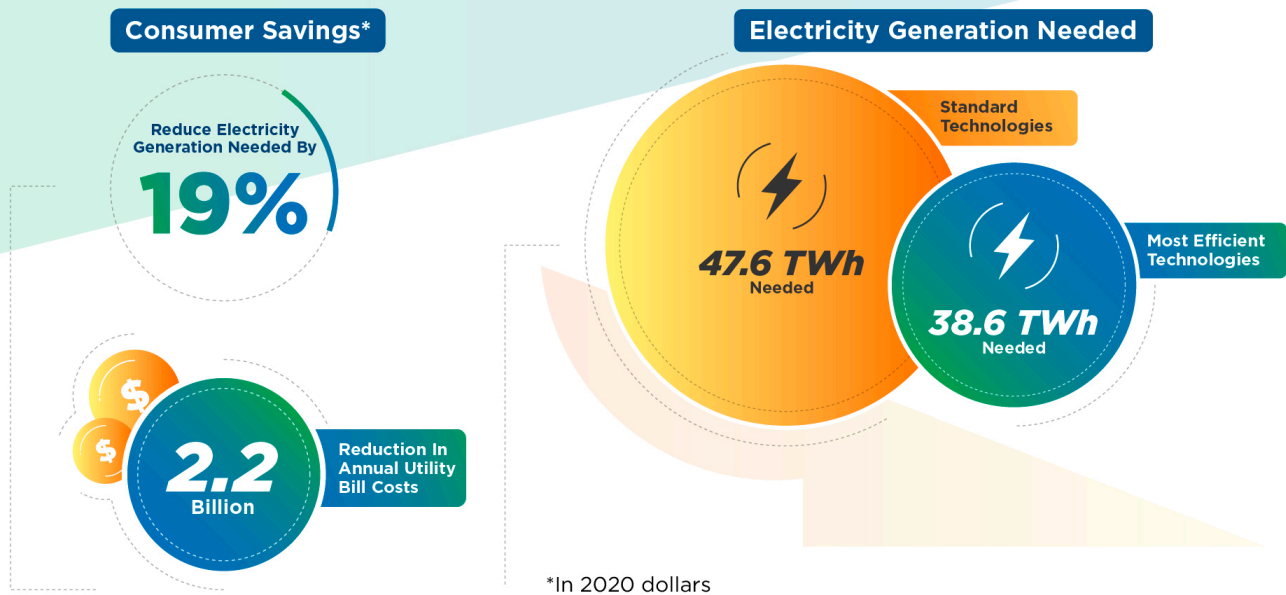 Consumer Savings*
Reduce Electricity
Generation Needed By
19%
$
$
2.2
Billion
Reduction In
Annual Utility
Bill Costs
Electricity Generation Needed
Standard
Technologies
47.6 TWh
Needed
Most Efficient
Technologies
38.6 TWh
Needed
*In 2020 dollars